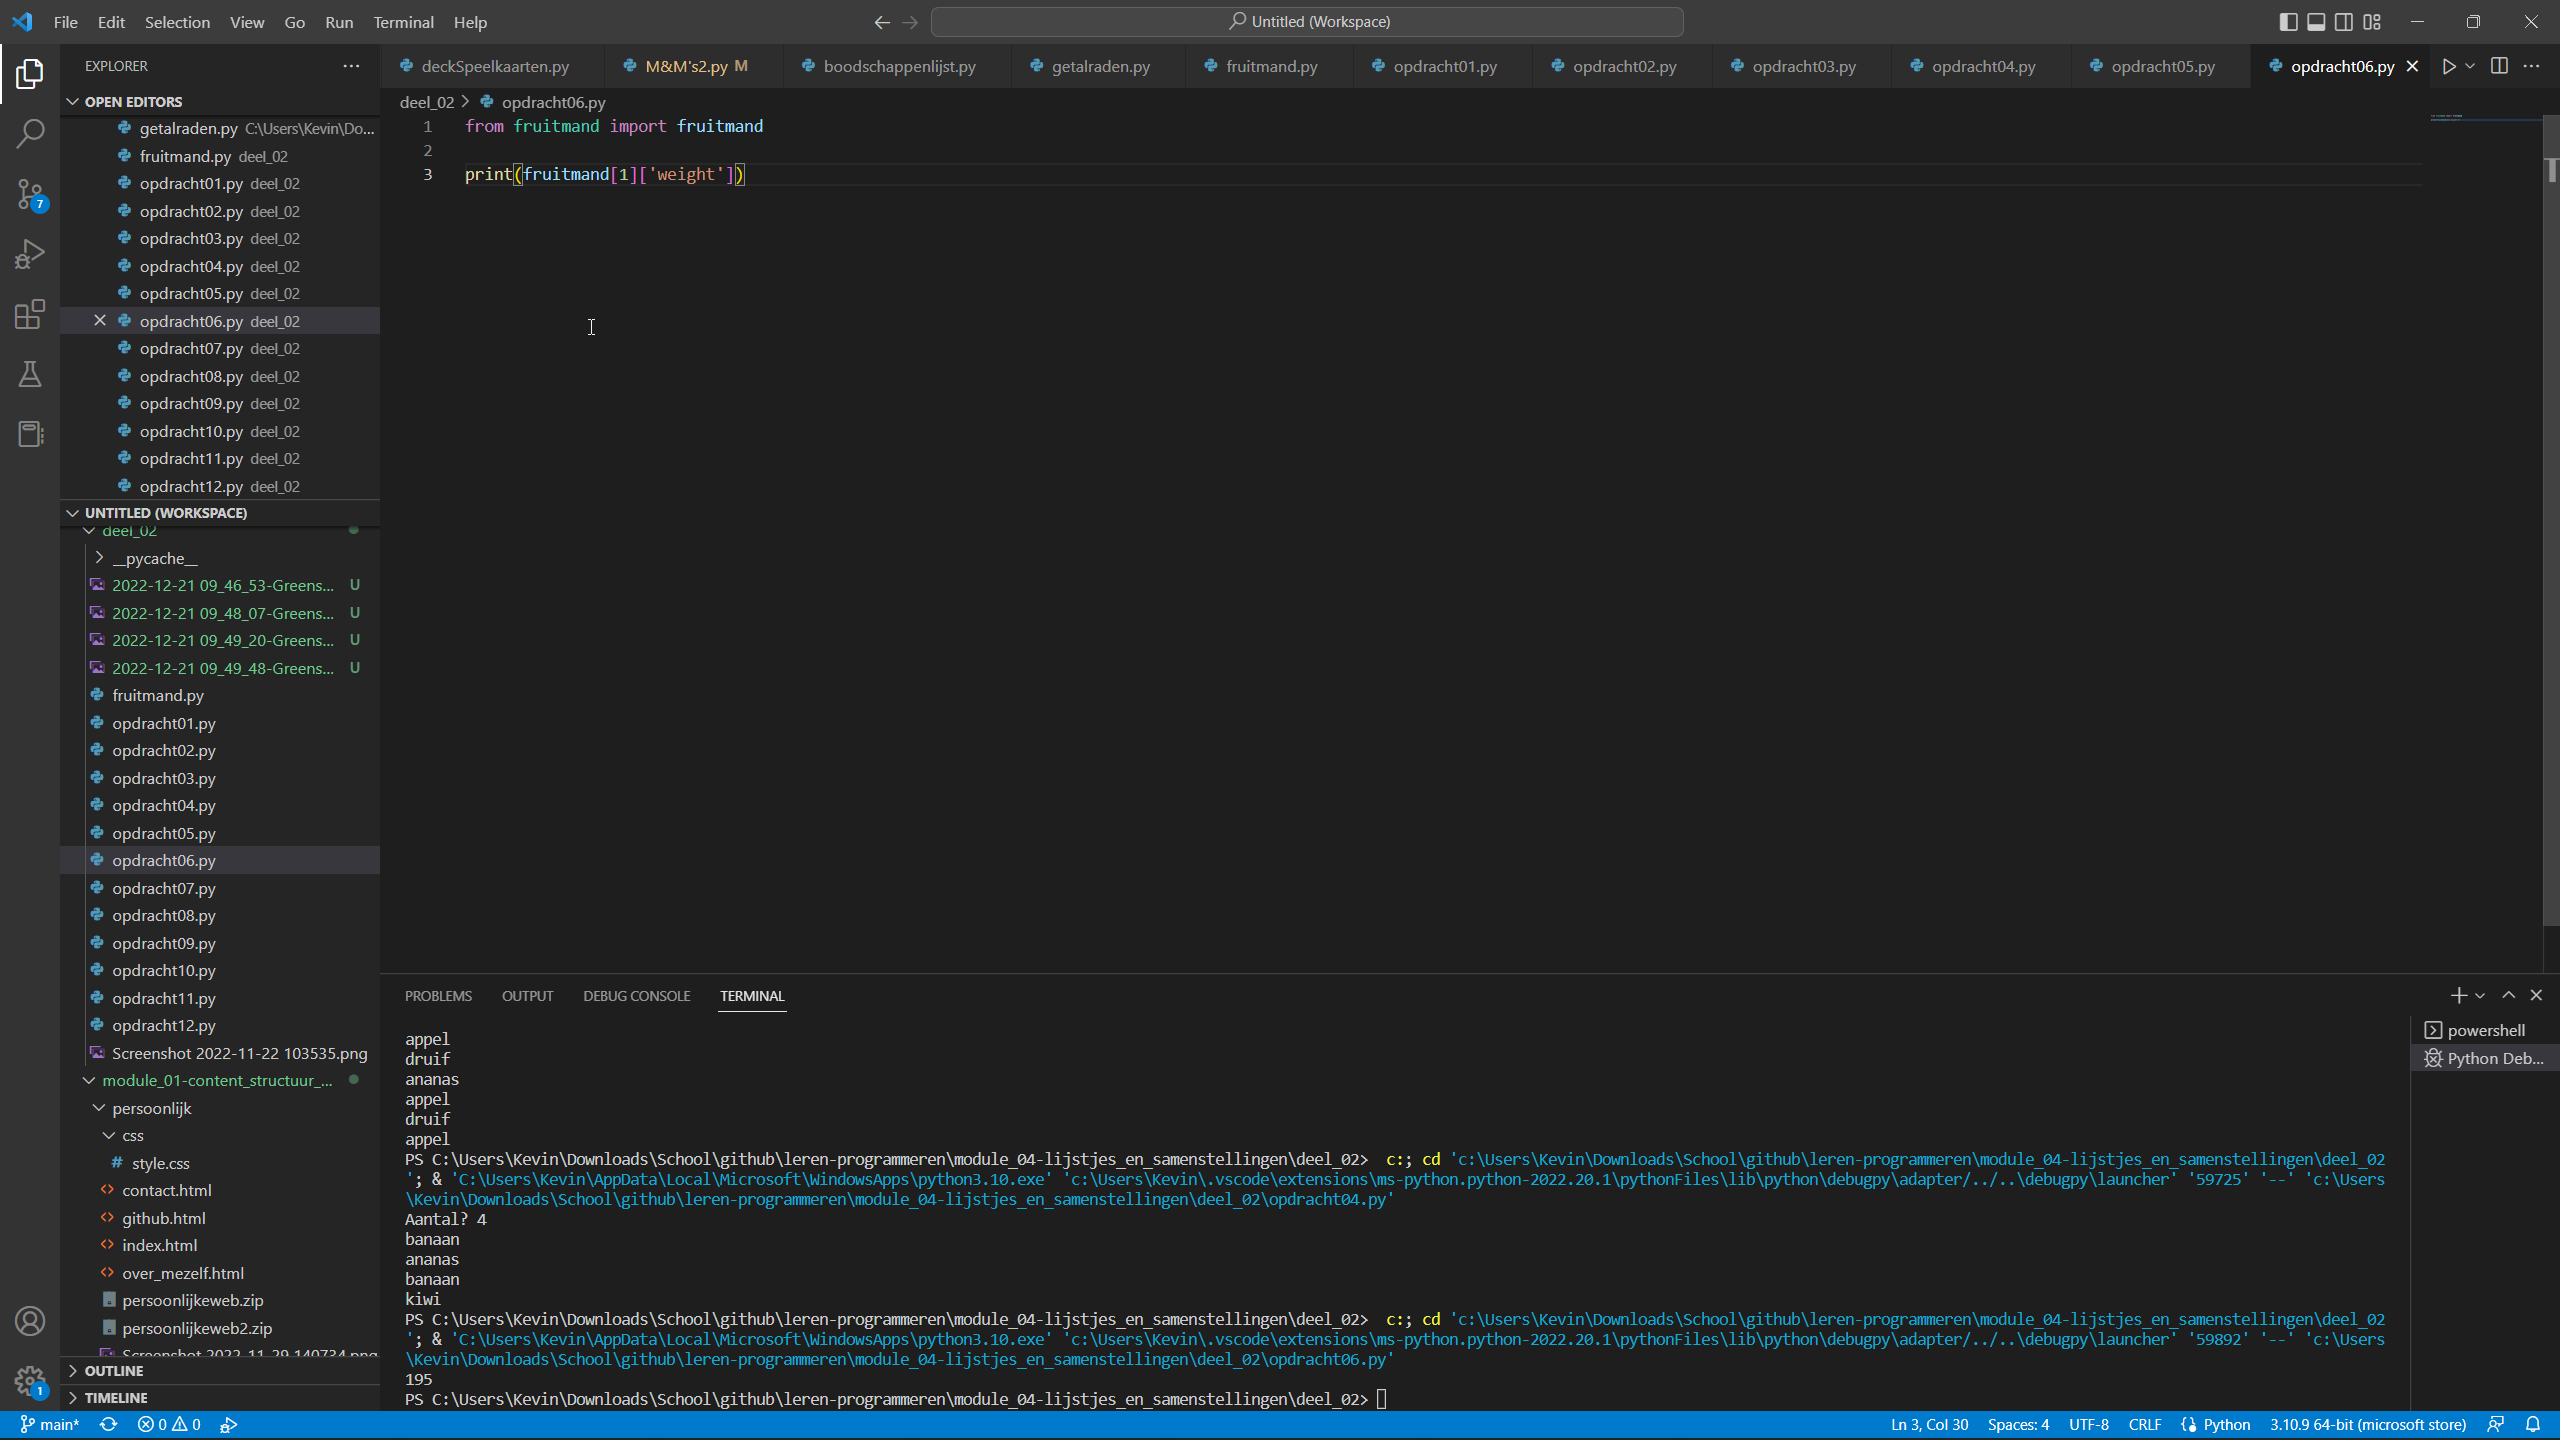 File Edit Selection View Go Run Terminal Help
Untitled (Workspace)
EXPLORER
deckSpeelkaarten.py
M&M's2.py M
boodschappenlijst.py
getalraden.py
fruitmand.py
opdracht01.py
opdracht02.py
opdracht03.py
opdracht04.py
opdracht05.py
opdracht06.py
OPEN EDITORS
getalraden.py C:\Users\Kevin\Do...
fruitmand.py deel_02
opdracht01.py deel_02
opdracht02.py deel_02
opdracht03.py deel_02
opdracht04.py deel_02
opdracht05.py deel_02
opdracht06.py deel_02
opdracht07.py deel_02
opdracht08.py deel_02
opdracht09.py deel_02
opdracht10.py deel_02
opdracht11.py deel_02
opdracht12.py deel_02
UNTITLED (WORKSPACE)
deel_02
__pycache__
2022-12-21 09_46_53-Greens... U
2022-12-21 09_48_07-Greens... U
2022-12-21 09_49_20-Greens... U
2022-12-21 09_49_48-Greens... U
fruitmand.py
opdracht01.py
opdracht02.py
opdracht03.py
opdracht04.py
opdracht05.py
opdracht06.py
opdracht07.py
opdracht08.py
opdracht09.py
opdracht10.py
opdracht11.py
opdracht12.py
Screenshot 2022-11-22 103535.png
module_01-content_structuur_...
persoonlijk
css
# style.css
contact.html
github.html
index.html
over_mezelf.html
persoonlijkeweb.zip
persoonlijkeweb2.zip
Screenshot 2022-11-29 140734.png
OUTLINE
TIMELINE
7
1
deel_02 > opdracht06.py
1 from fruitmand import fruitmand
2
3 print(fruitmand[1]['weight'])
PROBLEMS OUTPUT DEBUG CONSOLE TERMINAL
powershell
Python Deb...
appel
druif
ananas
appel
druif
appel
PS C:\Users\Kevin\Downloads\School\github\leren-programmeren\module_04-lijstjes_en_samenstellingen\deel_02> c:; cd 'c:\Users\Kevin\Downloads\School\github\leren-programmeren\module_04-lijstjes_en_samenstellingen\deel_02
'; & 'C:\Users\Kevin\AppData\Local\Microsoft\WindowsApps\python3.10.exe' 'c:\Users\Kevin\.vscode\extensions\ms-python.python-2022.20.1\pythonFiles\lib\python\debugpy\adapter/../..\debugpy\launcher' '59725' '--' 'c:\Users
\Kevin\Downloads\School\github\leren-programmeren\module_04-lijstjes_en_samenstellingen\deel_02\opdracht04.py'
Aantal? 4
banaan
ananas
banaan
kiwi
PS C:\Users\Kevin\Downloads\School\github\leren-programmeren\module_04-lijstjes_en_samenstellingen\deel_02> c:; cd 'c:\Users\Kevin\Downloads\School\github\leren-programmeren\module_04-lijstjes_en_samenstellingen\deel_02
'; & 'C:\Users\Kevin\AppData\Local\Microsoft\WindowsApps\python3.10.exe' 'c:\Users\Kevin\.vscode\extensions\ms-python.python-2022.20.1\pythonFiles\lib\python\debugpy\adapter/../..\debugpy\launcher' '59892' '--' 'c:\Users
\Kevin\Downloads\School\github\leren-programmeren\module_04-lijstjes_en_samenstellingen\deel_02\opdracht06.py'
195
PS C:\Users\Kevin\Downloads\School\github\leren-programmeren\module_04-lijstjes_en_samenstellingen\deel_02>
main* 0 0 Ln 3, Col 30 Spaces: 4 UTF-8 CRLF Python 3.10.9 64-bit (microsoft store)